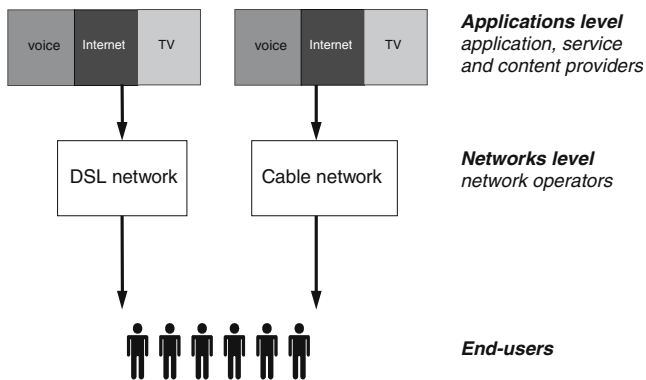 voice Internet TV
voice Internet TV
Applications level
application, service
and content providers
DSL network
Cable network
Networks level
network operators
End-users